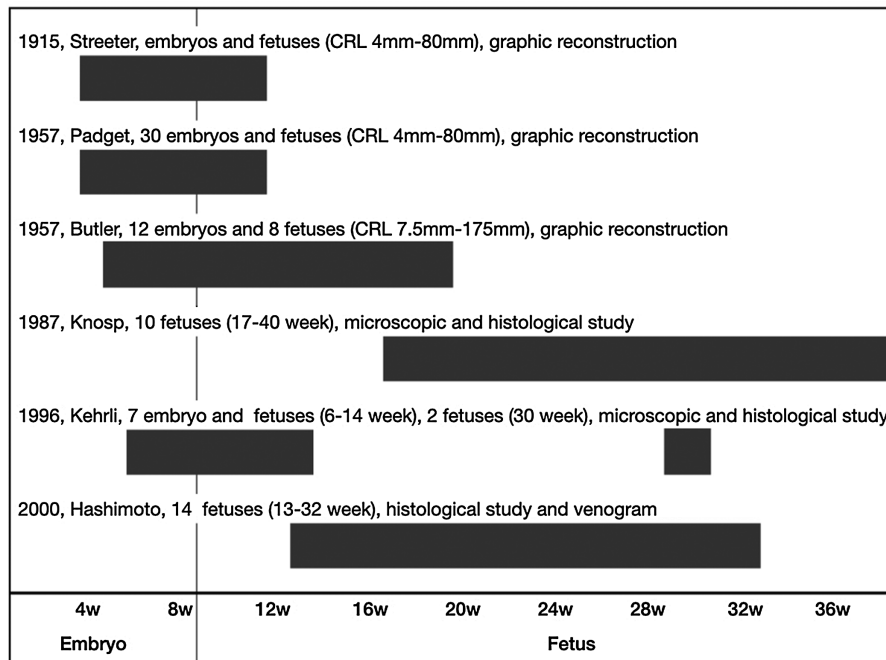 1915, Streeter, embryos and fetuses (CRL 4mm-80mm), graphic reconstruction
1957, Padget, 30 embryos and fetuses (CRL 4mm-80mm), graphic reconstruction
1957, Butler, 12 embryos and 8 fetuses (CRL 7.5mm-175mm), graphic reconstruction
1987, Knosp, 10 fetuses (17-40 week), microscopic and histological study
1996, Kehrli, 7 embryo and fetuses (6-14 week), 2 fetuses (30 week), microscopic and histological study
2000, Hashimoto, 14 fetuses (13-32 week), histological study and venogram
4w 8w 12w 16w 20w 24w 28w 32w 36w
Embryo Fetus